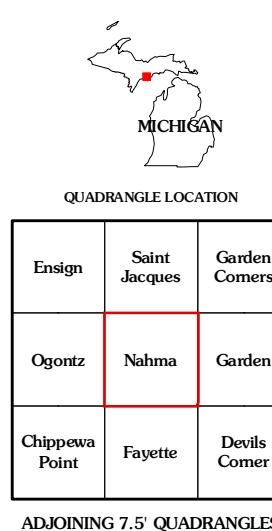 MICHIGAN
QUADRANGLE LOCATION
Ensign
Saint
Jacques
Garden
Corners
Ogontz
Nahma
Garden
Chippewa
Point
Fayette
Devils
Corner
ADJOINING 7.5' QUADRANGLES